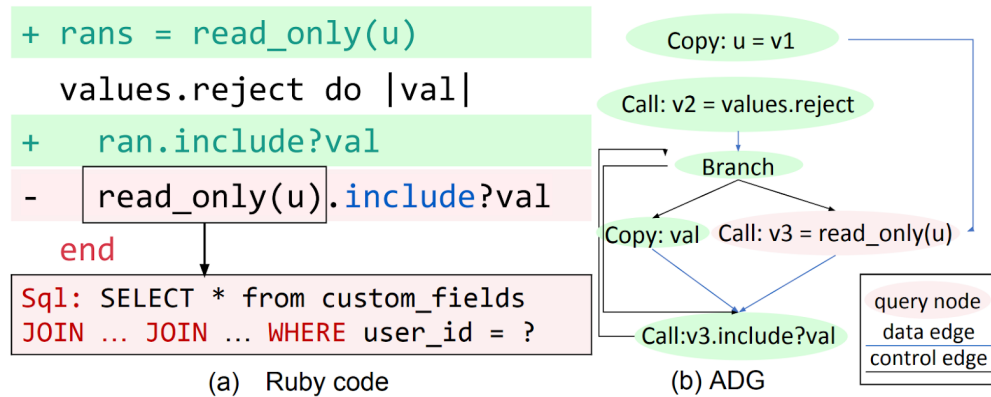 + rans = read_only(u)
values.reject do |val|
+ ran.include?val
- read_only(u).include?val
end
Sql: SELECT * from custom_fields
JOIN … JOIN … WHERE user_id = ?
(a) Ruby code
Copy: u = v1
Call: v2 = values.reject
Branch
Copy: val
Call: v3 = read_only(u)
Call:v3.include?val
query node
data edge
control edge
(b) ADG